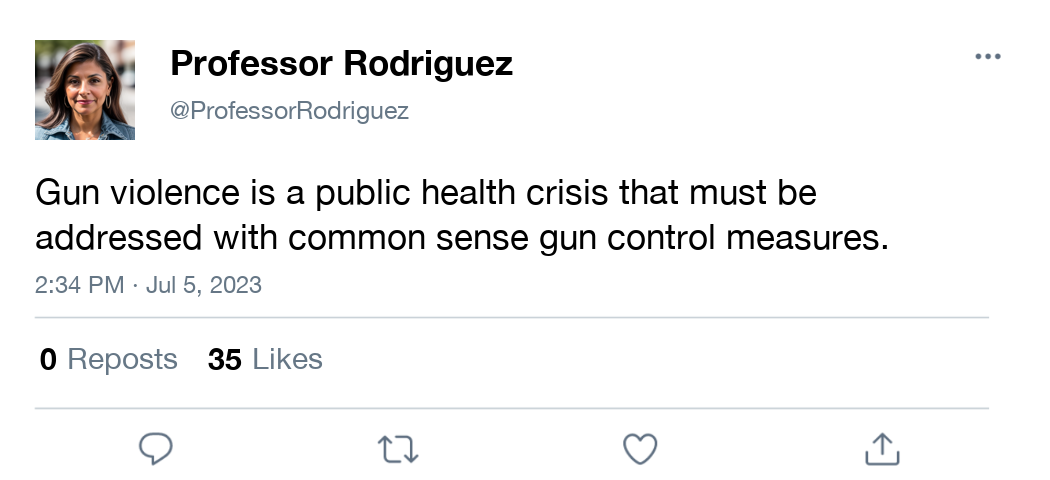 Professor Rodriguez
@ProfessorRodriguez
Gun violence is a public health crisis that must be
addressed with common sense gun control measures.
2:34 PM · Jul 5, 2023
0 Reposts 35 Likes